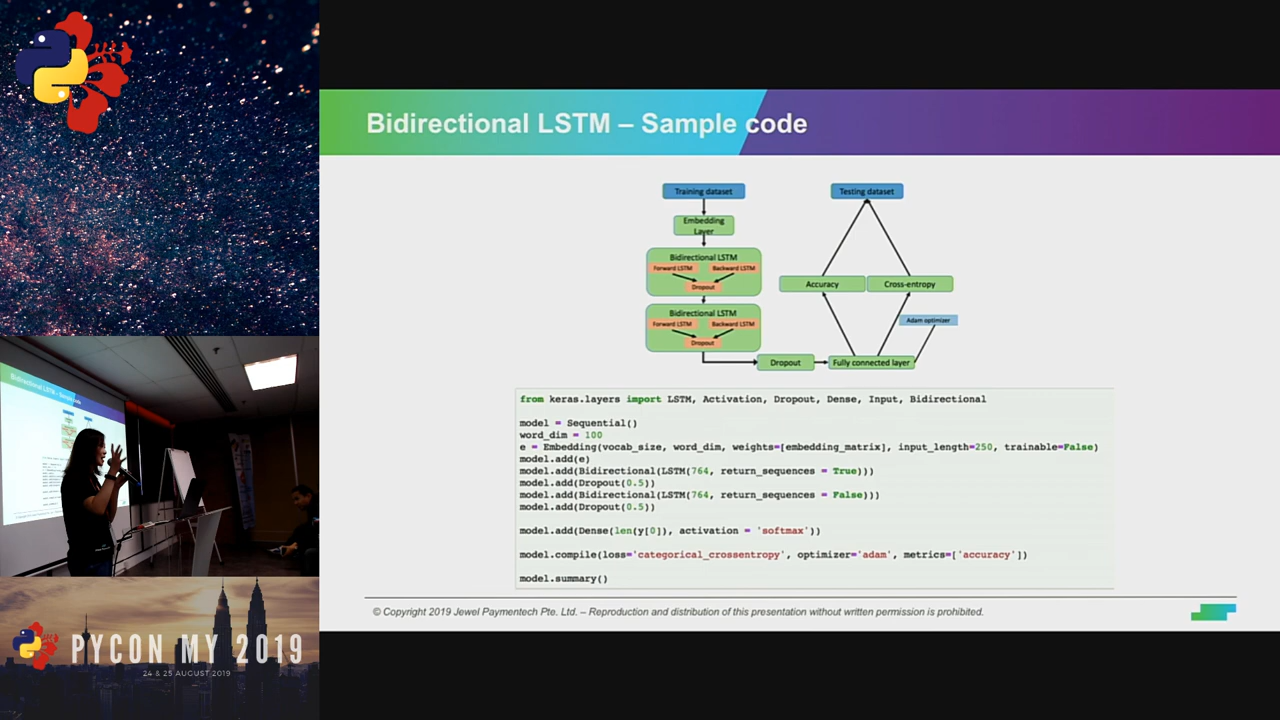 Bidirectional LSTM – Sample code
Training dataset
Testing dataset
Embedding
Layer
Bidirectional LSTM
Forward LSTM
Backward LSTM
Dropout
Accuracy
Cross-entropy
Bidirectional LSTM
Forward LSTM
Backward LSTM
Dropout
Adam optimizer
Dropout
Fully connected layer
from keras.layers import LSTM, Activation, Dropout, Dense, Input, Bidirectional
model = Sequential()
word_dim = 100
e = Embedding(vocab_size, word_dim, weights=[embedding_matrix], input_length=250, trainable=False)
model.add(e)
model.add(Bidirectional(LSTM(764, return_sequences = True)))
model.add(Dropout(0.5))
model.add(Bidirectional(LSTM(764, return_sequences = False)))
model.add(Dropout(0.5))
model.add(Dense(len(y[0]), activation = 'softmax'))
model.compile(loss='categorical_crossentropy', optimizer='adam', metrics=['accuracy'])
model.summary()
© Copyright 2019 Jewel Paymentech Pte. Ltd. – Reproduction and distribution of this presentation without written permission is prohibited.
Bidirectional LSTM – Sample code
PYCON MY 2019
24 & 25 AUGUST 2019